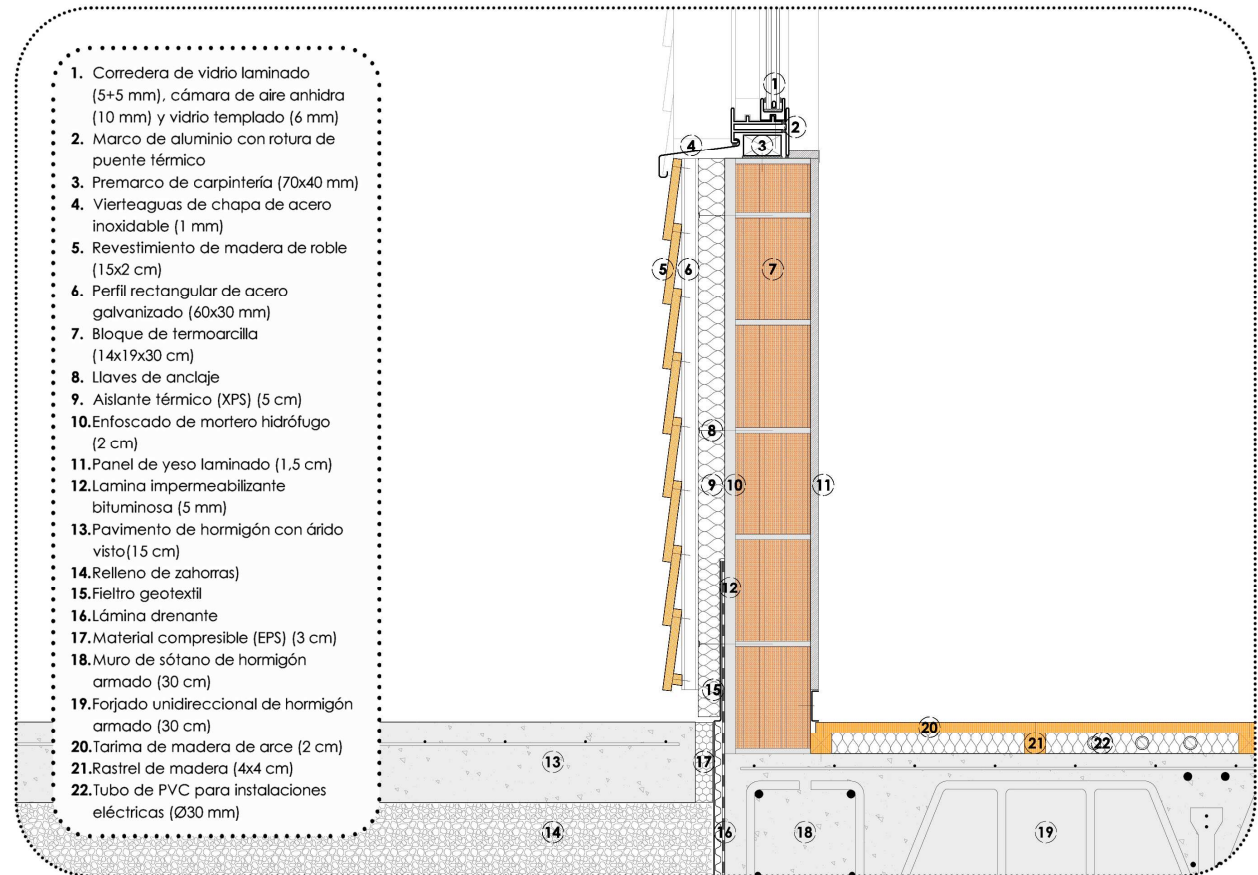 1. Corredera de vidrio laminado
(5+5 mm), cámara de aire anhidra
(10 mm) y vidrio templado (6 mm)
2. Marco de aluminio con rotura de
puente térmico
3. Premarco de carpintería (70x40 mm)
4. Vierteaguas de chapa de acero
inoxidable (1 mm)
5. Revestimiento de madera de roble
(15x2 cm)
6. Perfil rectangular de acero
galvanizado (60x30 mm)
7. Bloque de termoarcilla
(14x19x30 cm)
8. Llaves de anclaje
9. Aislante térmico (XPS) (5 cm)
10.Enfoscado de mortero hidrófugo
(2 cm)
11.Panel de yeso laminado (1,5 cm)
12.Lamina impermeabilizante
bituminosa (5 mm)
13.Pavimento de hormigón con árido
visto(15 cm)
14.Relleno de zahorras)
15.Fieltro geotextil
16.Lámina drenante
17.Material compresible (EPS) (3 cm)
18.Muro de sótano de hormigón
armado (30 cm)
19.Forjado unidireccional de hormigón
armado (30 cm)
20.Tarima de madera de arce (2 cm)
21.Rastrel de madera (4x4 cm)
22.Tubo de PVC para instalaciones
eléctricas (Ø30 mm)
1
2
4 3
5 6 7
8
9 10 11
12
15
20
13 17 21 22
14 16 18 19